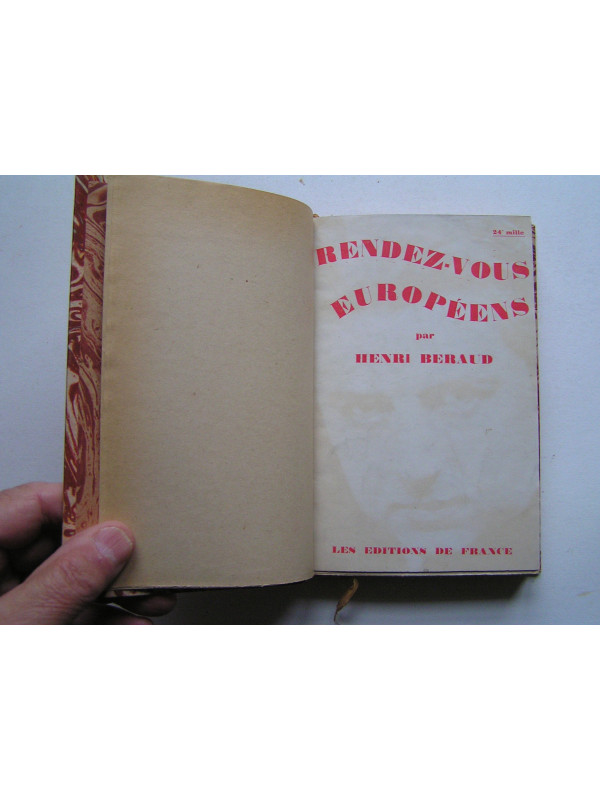 24e mille
RENDEZ-VOUS
EUROPÉENS
par
HENRI BERAUD
LES EDITIONS DE FRANCE